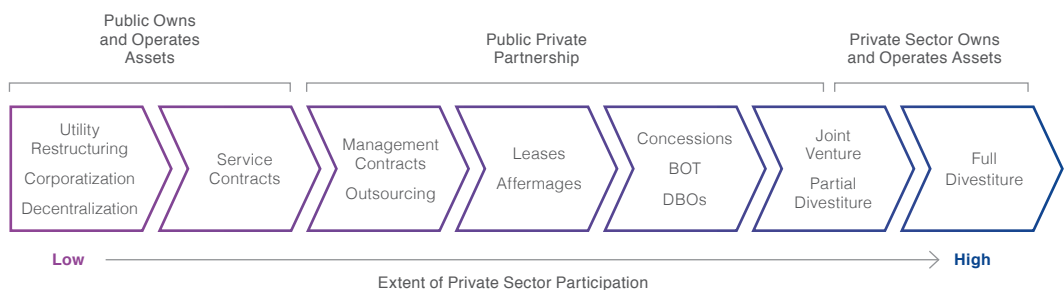 Public Owns
and Operates
Assets
Public Private
Partnership
Private Sector Owns
and Operates Assets
Utility
Restructuring
Corporatization
Decentralization
Service
Contracts
Management
Contracts
Outsourcing
Leases
Affermages
Concessions
BOT
DBOs
Joint
Venture
Partial
Divestiture
Full
Divestiture
Low
High
Extent of Private Sector Participation